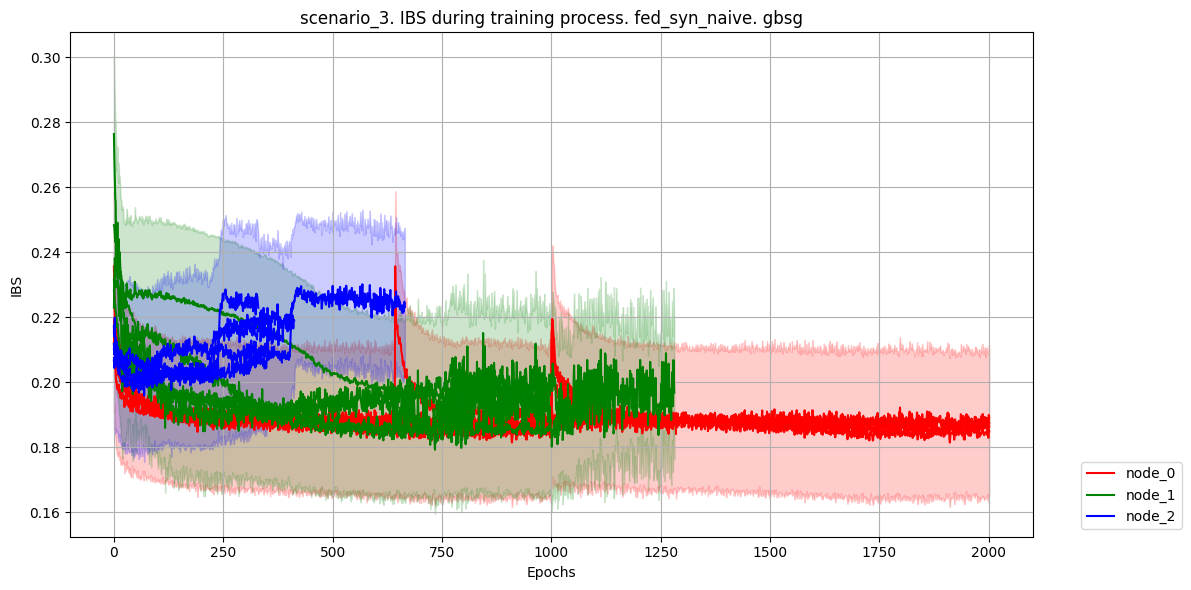 scenario_3. IBS during training process. fed_syn_naive. gbsg
0.30
0.28
0.26
0.24
0.22
0.20
0.18
0.16
IBS
0 250 500 750 1000 1250 1500 1750 2000
Epochs
node_0
node_1
node_2